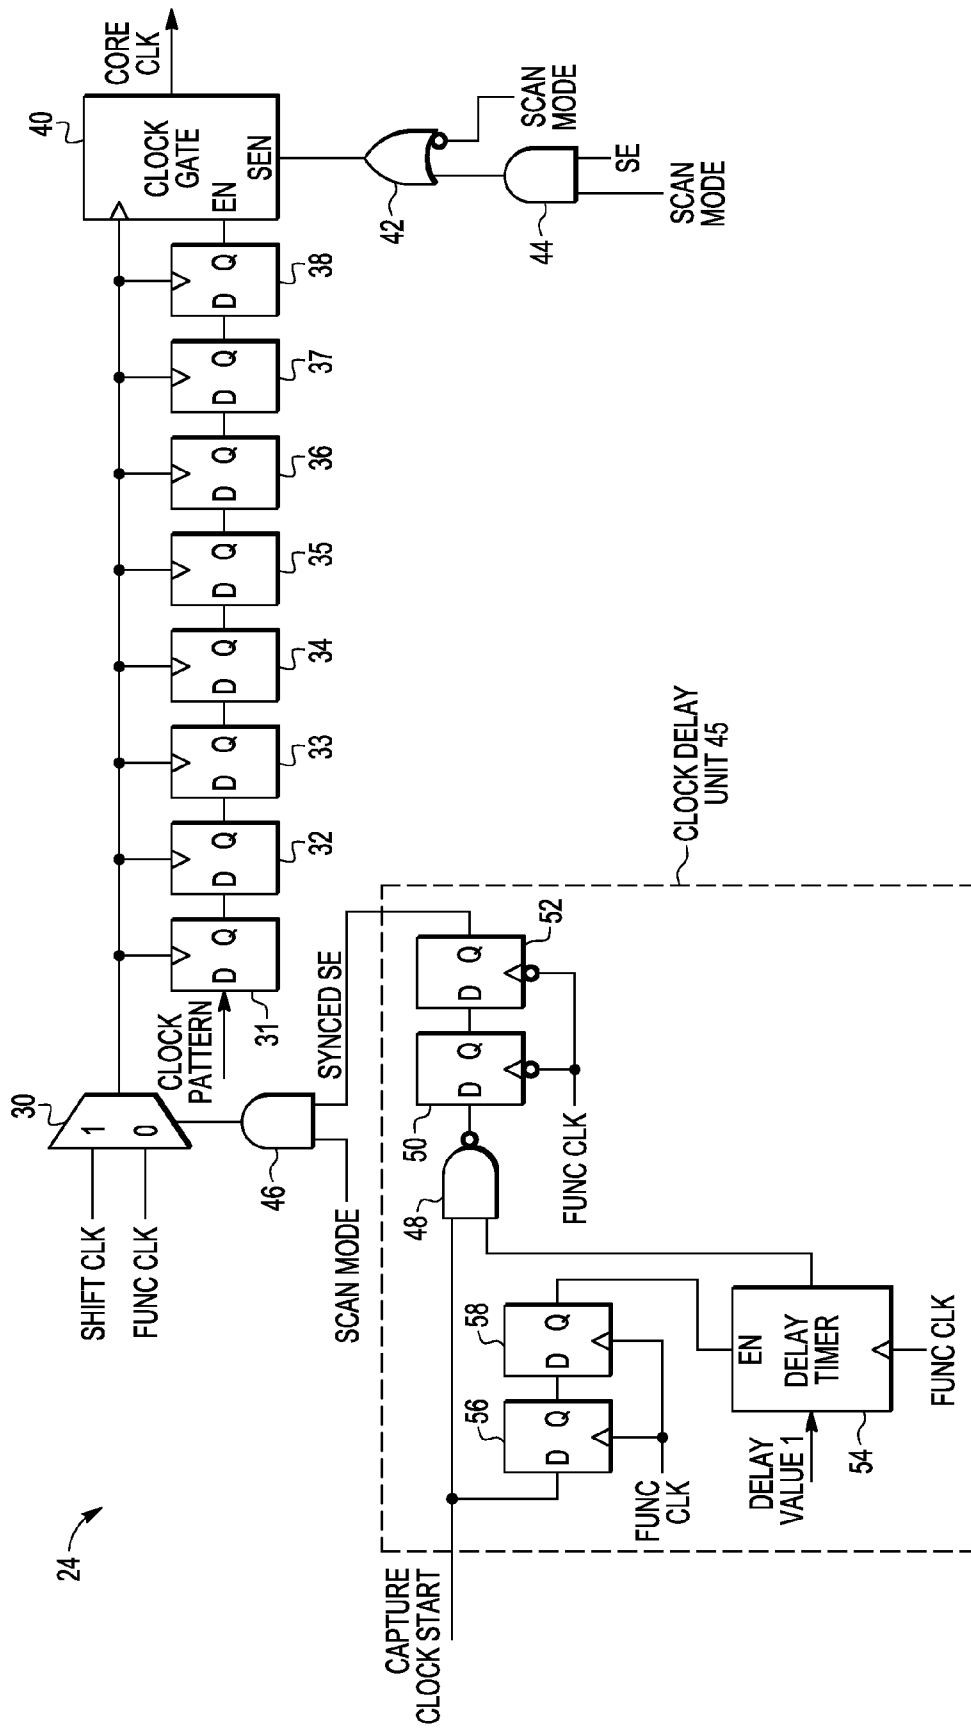 24
SHIFT CLK
FUNC CLK
30
1
0
SCAN MODE
46
SYNCED SE
CLOCK
PATTERN
D Q
31
D Q
32
D Q
33
D Q
34
D Q
35
D Q
36
D Q
37
D Q
38
40
CLOCK
GATE
EN
SEN
CORE
CLK
42
SCAN
MODE
44
SE
SCAN
MODE
CAPTURE
CLOCK START
48
50
D Q
D Q
52
FUNC CLK
56
D Q
58
D Q
FUNC
CLK
EN
DELAY
TIMER
DELAY
VALUE 1
54
FUNC CLK
CLOCK DELAY
UNIT 45